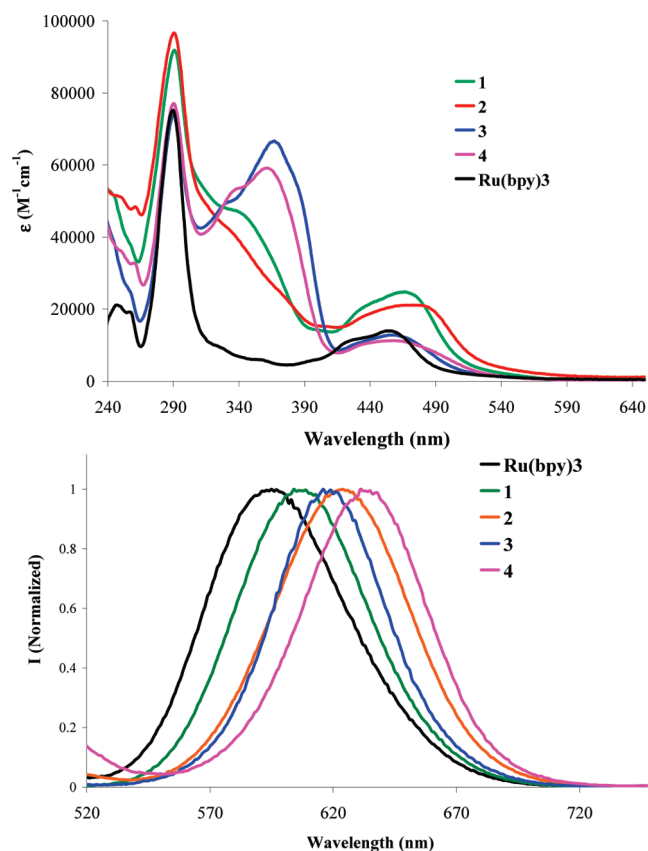 100000
80000
60000
40000
20000
0
ε (M⁻¹cm⁻¹)
1
2
3
4
Ru(bpy)3
240 290 340 390 440 490 540 590 640
Wavelength (nm)
1
0.8
0.6
0.4
0.2
0
I (Normalized)
Ru(bpy)3
1
2
3
4
520 570 620 670 720
Wavelength (nm)